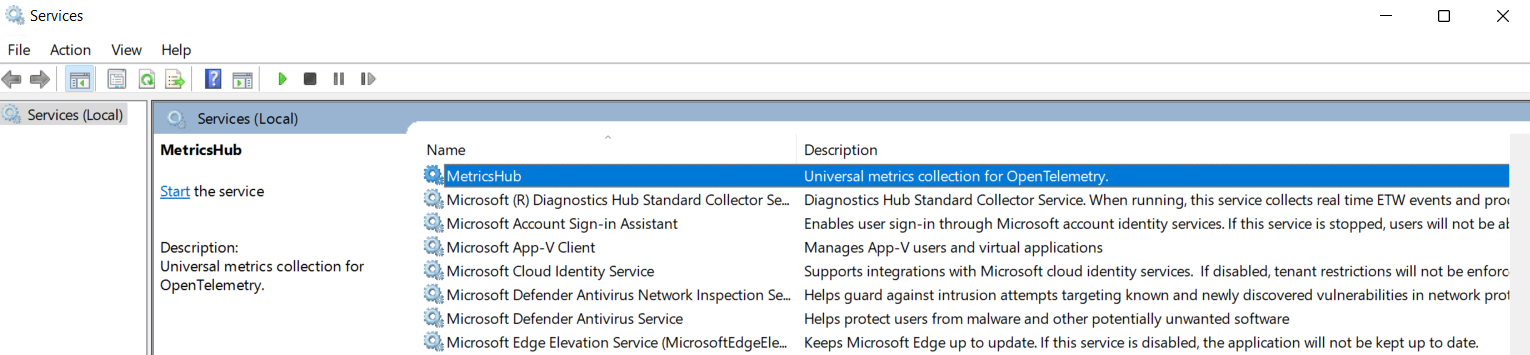 Services
File Action View Help
Services (Local)
Services (Local)
MetricsHub
Start the service
Description:
Universal metrics collection for
OpenTelemetry.
Name Description
MetricsHub Universal metrics collection for OpenTelemetry.
Microsoft (R) Diagnostics Hub Standard Collector Se... Diagnostics Hub Standard Collector Service. When running, this service collects real time ETW events and
Microsoft Account Sign-in Assistant Enables user sign-in through Microsoft account identity services. If this service is stopped, users will not be
Microsoft App-V Client Manages App-V users and virtual applications
Microsoft Cloud Identity Service Supports integrations with Microsoft cloud identity services. If disabled, tenant restrictions will not be
Microsoft Defender Antivirus Network Inspection Se... Helps guard against intrusion attempts targeting known and newly discovered vulnerabilities in network
Microsoft Defender Antivirus Service Helps protect users from malware and other potentially unwanted software
Microsoft Edge Elevation Service (MicrosoftEdgeEle... Keeps Microsoft Edge up to update. If this service is disabled, the application will not be kept up to date.